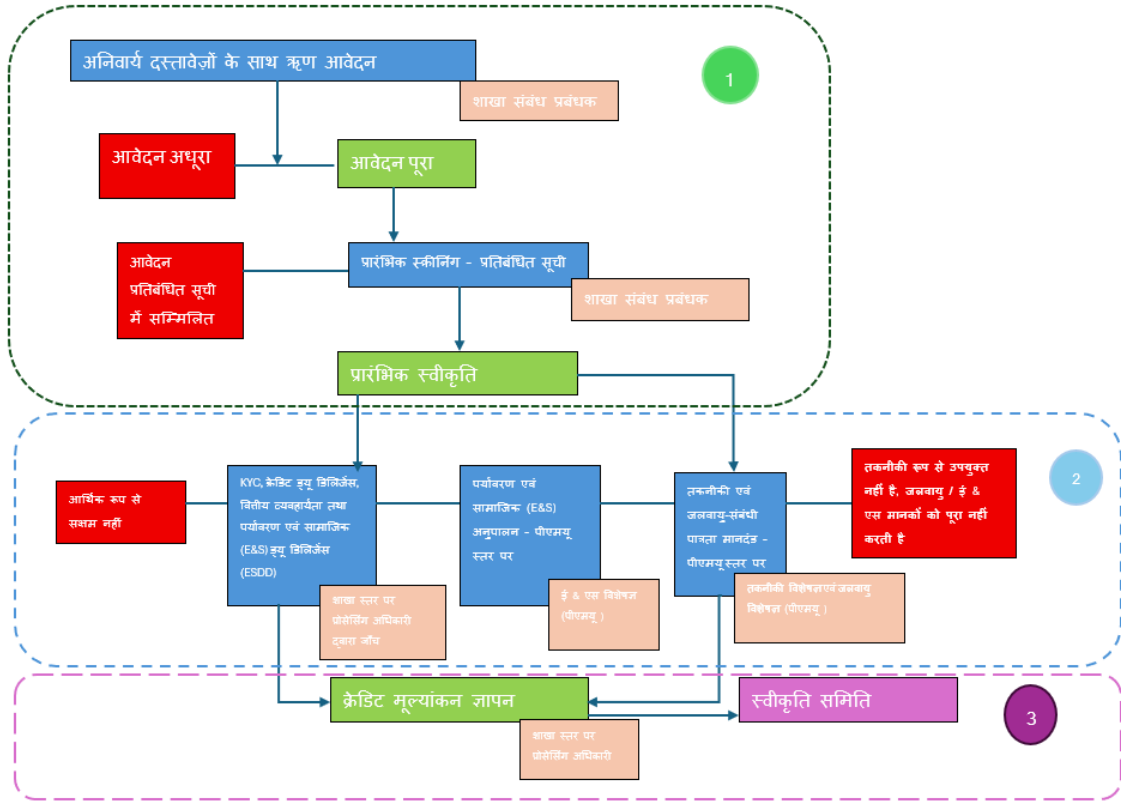 अनिवार्य दस्तावेज़ों के साथ ऋण आवेदन
1
शाखा संबंध प्रबंधक
आवेदन अधूरा
आवेदन पूरा
प्रारंभिक स्क्रीनिंग – प्रतिबंधित सूची
आवेदन
प्रतिबंधित सूची
में सम्मिलित
शाखा संबंध प्रबंधक
प्रारंभिक स्वीकृति
2
आर्थिक रूप से
सक्षम नहीं
KYC, क्रेडिट ड्यू डिलिजेंस,
वित्तीय व्यवहार्यता तथा
पर्यावरण एवं सामाजिक
(E&S) ड्यू डिलिजेंस
(ESDD)
शाखा स्तर पर
प्रोसेसिंग अधिकारी
द्वारा जाँच
पर्यावरण एवं
सामाजिक (E&S)
अनुपालन – पीएमयू
स्तर पर
ई & एस विशेषज्ञ
(पीएमयू )
तकनीकी एवं
जलवायु-संबंधी
पात्रता मानदंड –
पीएमयू स्तर पर
तकनीकी विशेषज्ञ एवं जलवायु
विशेषज्ञ (पीएमयू )
तकनीकी रूप से उपयुक्त
नहीं है, जलवायु / ई &
एस मानकों को पूरा नहीं
करती है
क्रेडिट मूल्यांकन ज्ञापन
शाखा स्तर पर
प्रोसेसिंग अधिकारी
स्वीकृति समिति
3